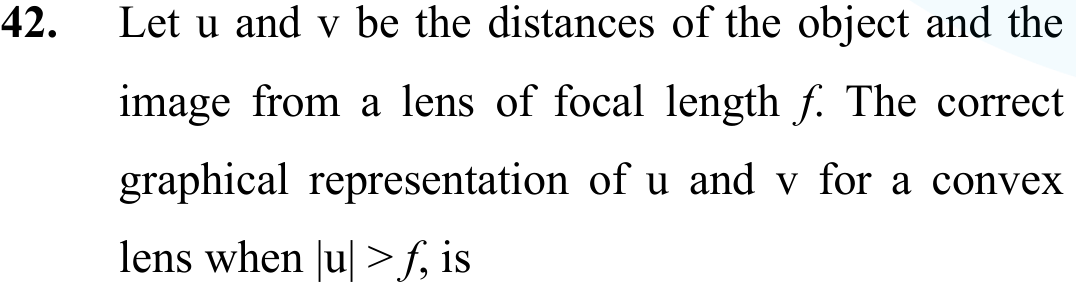 42. Let u and v be the distances of the object and the
image from a lens of focal length f. The correct
graphical representation of u and v for a convex
lens when |u| > f, is